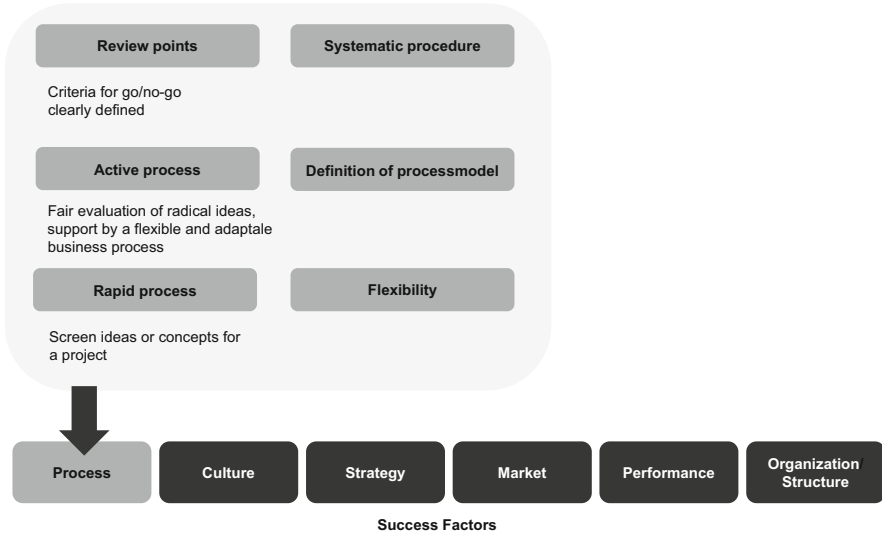 Review points
Systematic procedure
Criteria for go/no-go
clearly defined
Active process
Definition of processmodel
Fair evaluation of radical ideas,
support by a flexible and adaptale
business process
Rapid process
Flexibility
Screen ideas or concepts for
a project
Process
Culture
Strategy
Market
Performance
Organization/
Structure
Success Factors